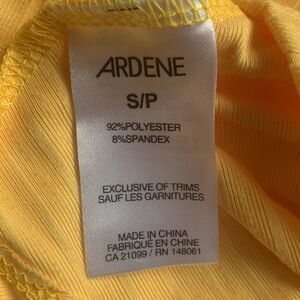 ARDENE
S/P
92%POLYESTER
8%SPANDEX
EXCLUSIVE OF TRIMS
SAUF LES GARNITURES
MADE IN CHINA
FABRIQUÉ EN CHINE
CA 21099 / RN 148061